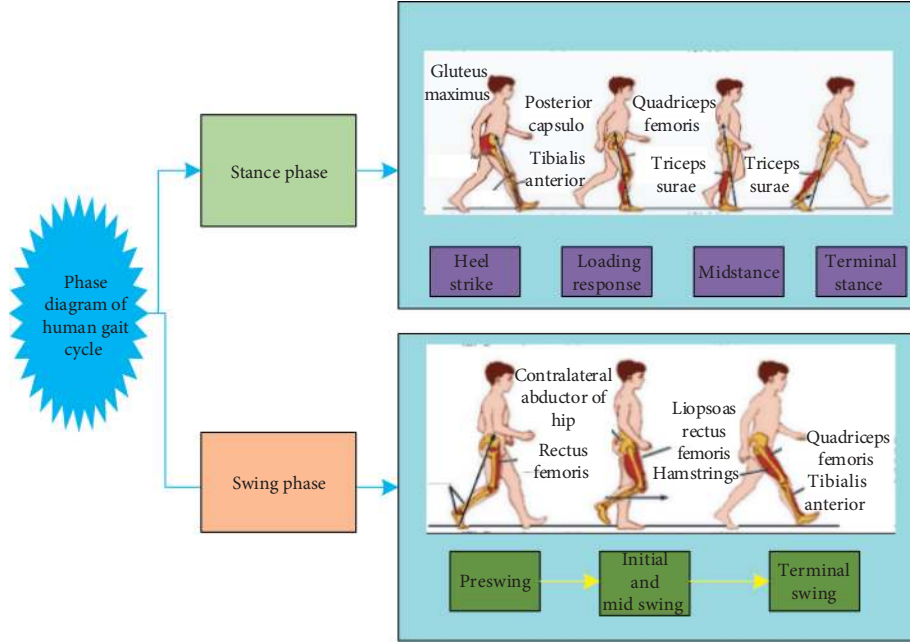 Phase
diagram of
human gait
cycle
Stance phase
Swing phase
Gluteus
maximus
Posterior
capsulo
Tibialis
anterior
Quadriceps
femoris
Triceps
surae
Triceps
surae
Heel
strike
Loading
response
Midstance
Terminal
stance
Contralateral
abductor of
hip
Rectus
femoris
Liopsoas
rectus
femoris
Hamstrings
Quadriceps
femoris
Tibialis
anterior
Preswing
Initial
and
mid swing
Terminal
swing